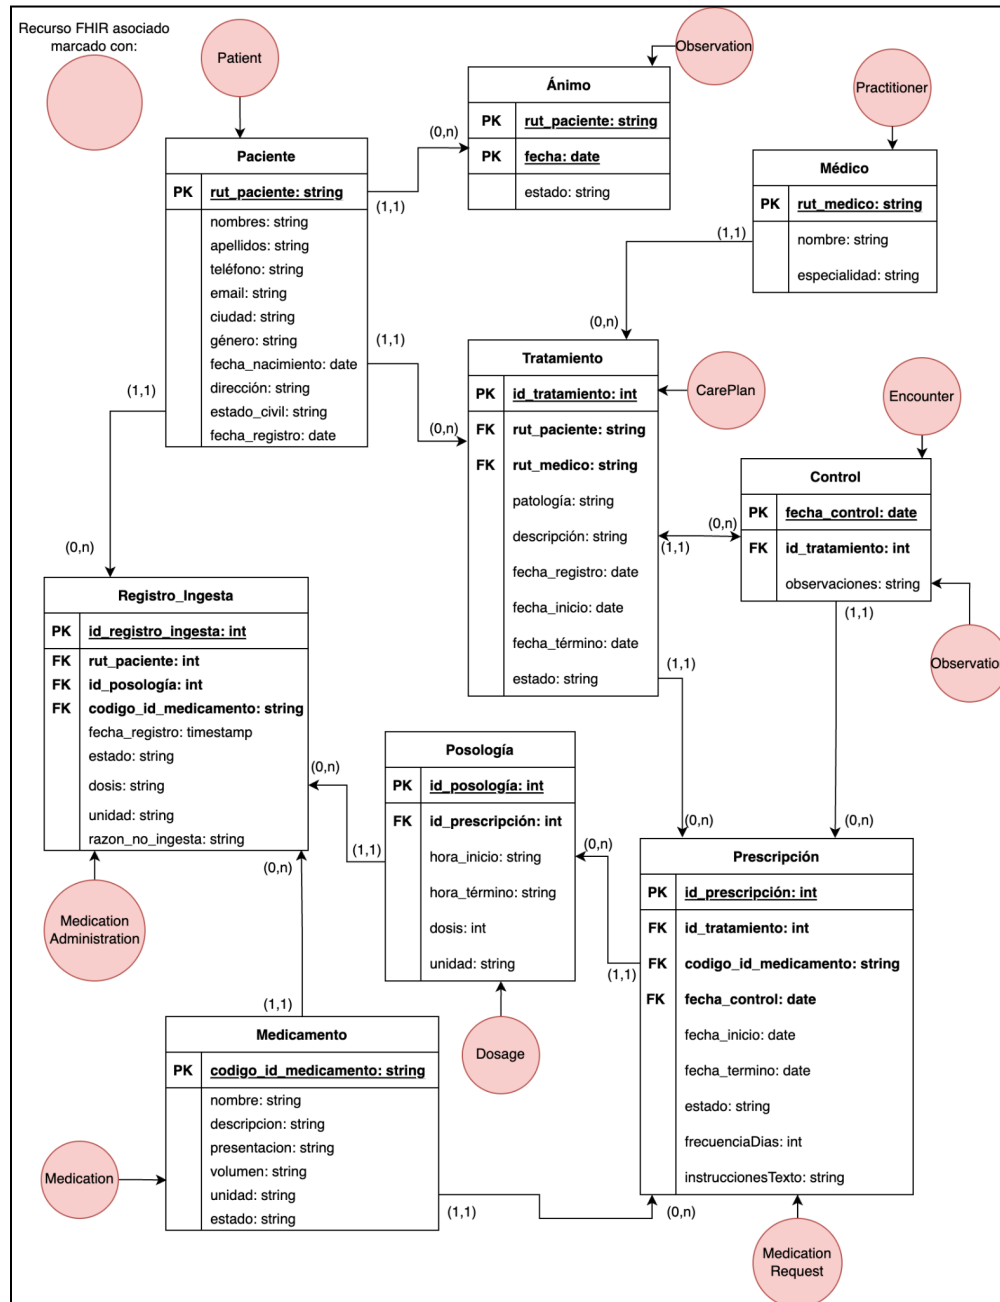 Recurso FHIR asociado
marcado con:
Patient
Observation
Practitioner
Ánimo
PK rut_paciente: string
PK fecha: date
estado: string
(0,n)
(1,1)
Paciente
PK rut_paciente: string
nombres: string
apellidos: string
teléfono: string
email: string
ciudad: string
género: string
fecha_nacimiento: date
dirección: string
estado_civil: string
fecha_registro: date
Médico
PK rut_medico: string
nombre: string
especialidad: string
(1,1)
(0,n)
(1,1)
(0,n)
(1,1)
(0,n)
Tratamiento
PK id_tratamiento: int
FK rut_paciente: string
FK rut_medico: string
patología: string
descripción: string
fecha_registro: date
fecha_inicio: date
fecha_término: date
estado: string
CarePlan
Encounter
Control
PK fecha_control: date
FK id_tratamiento: int
observaciones: string
(0,n)
(1,1)
(1,1)
Observation
(1,1)
Registro_Ingesta
PK id_registro_ingesta: int
FK rut_paciente: int
FK id_posología: int
FK codigo_id_medicamento: string
fecha_registro: timestamp
estado: string
dosis: string
unidad: string
razon_no_ingesta: string
(0,n)
(0,n)
Medication
Administration
Posología
PK id_posología: int
FK id_prescripción: int
hora_inicio: string
hora_término: string
dosis: int
unidad: string
(1,1)
(0,n)
(1,1)
Dosage
(0,n)
(0,n)
Prescripción
PK id_prescripción: int
FK id_tratamiento: int
FK codigo_id_medicamento: string
FK fecha_control: date
fecha_inicio: date
fecha_termino: date
estado: string
frecuenciaDias: int
instruccionesTexto: string
(1,1)
Medicamento
PK codigo_id_medicamento: string
nombre: string
descripcion: string
presentacion: string
volumen: string
unidad: string
estado: string
Medication
(1,1)
(0,n)
Medication
Request